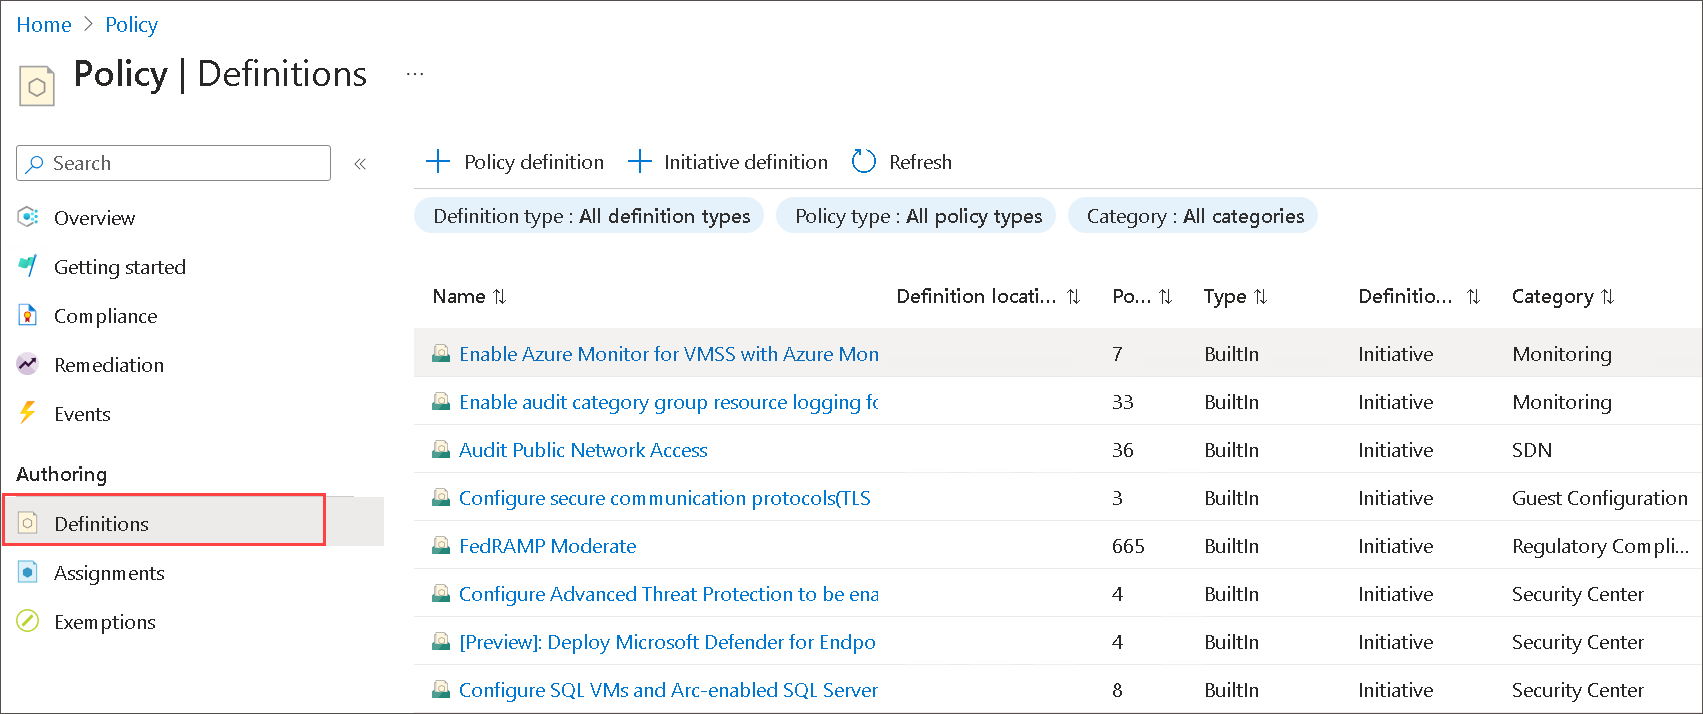 Home > Policy
Policy | Definitions ...
Search «
+ Policy definition + Initiative definition Refresh
Definition type : All definition types Policy type : All policy types Category : All categories
Overview
Getting started
Compliance
Remediation
Events
Authoring
Definitions
Assignments
Exemptions
Name ↑↓ Definition locati... ↑↓ Po... ↑↓ Type ↑↓ Definitio... ↑↓ Category ↑↓
Enable Azure Monitor for VMSS with Azure Mon 7 BuiltIn Initiative Monitoring
Enable audit category group resource logging fo 33 BuiltIn Initiative Monitoring
Audit Public Network Access 36 BuiltIn Initiative SDN
Configure secure communication protocols(TLS 3 BuiltIn Initiative Guest Configuration
FedRAMP Moderate 665 BuiltIn Initiative Regulatory Compli...
Configure Advanced Threat Protection to be ena 4 BuiltIn Initiative Security Center
[Preview]: Deploy Microsoft Defender for Endpo 4 BuiltIn Initiative Security Center
Configure SQL VMs and Arc-enabled SQL Server 8 BuiltIn Initiative Security Center